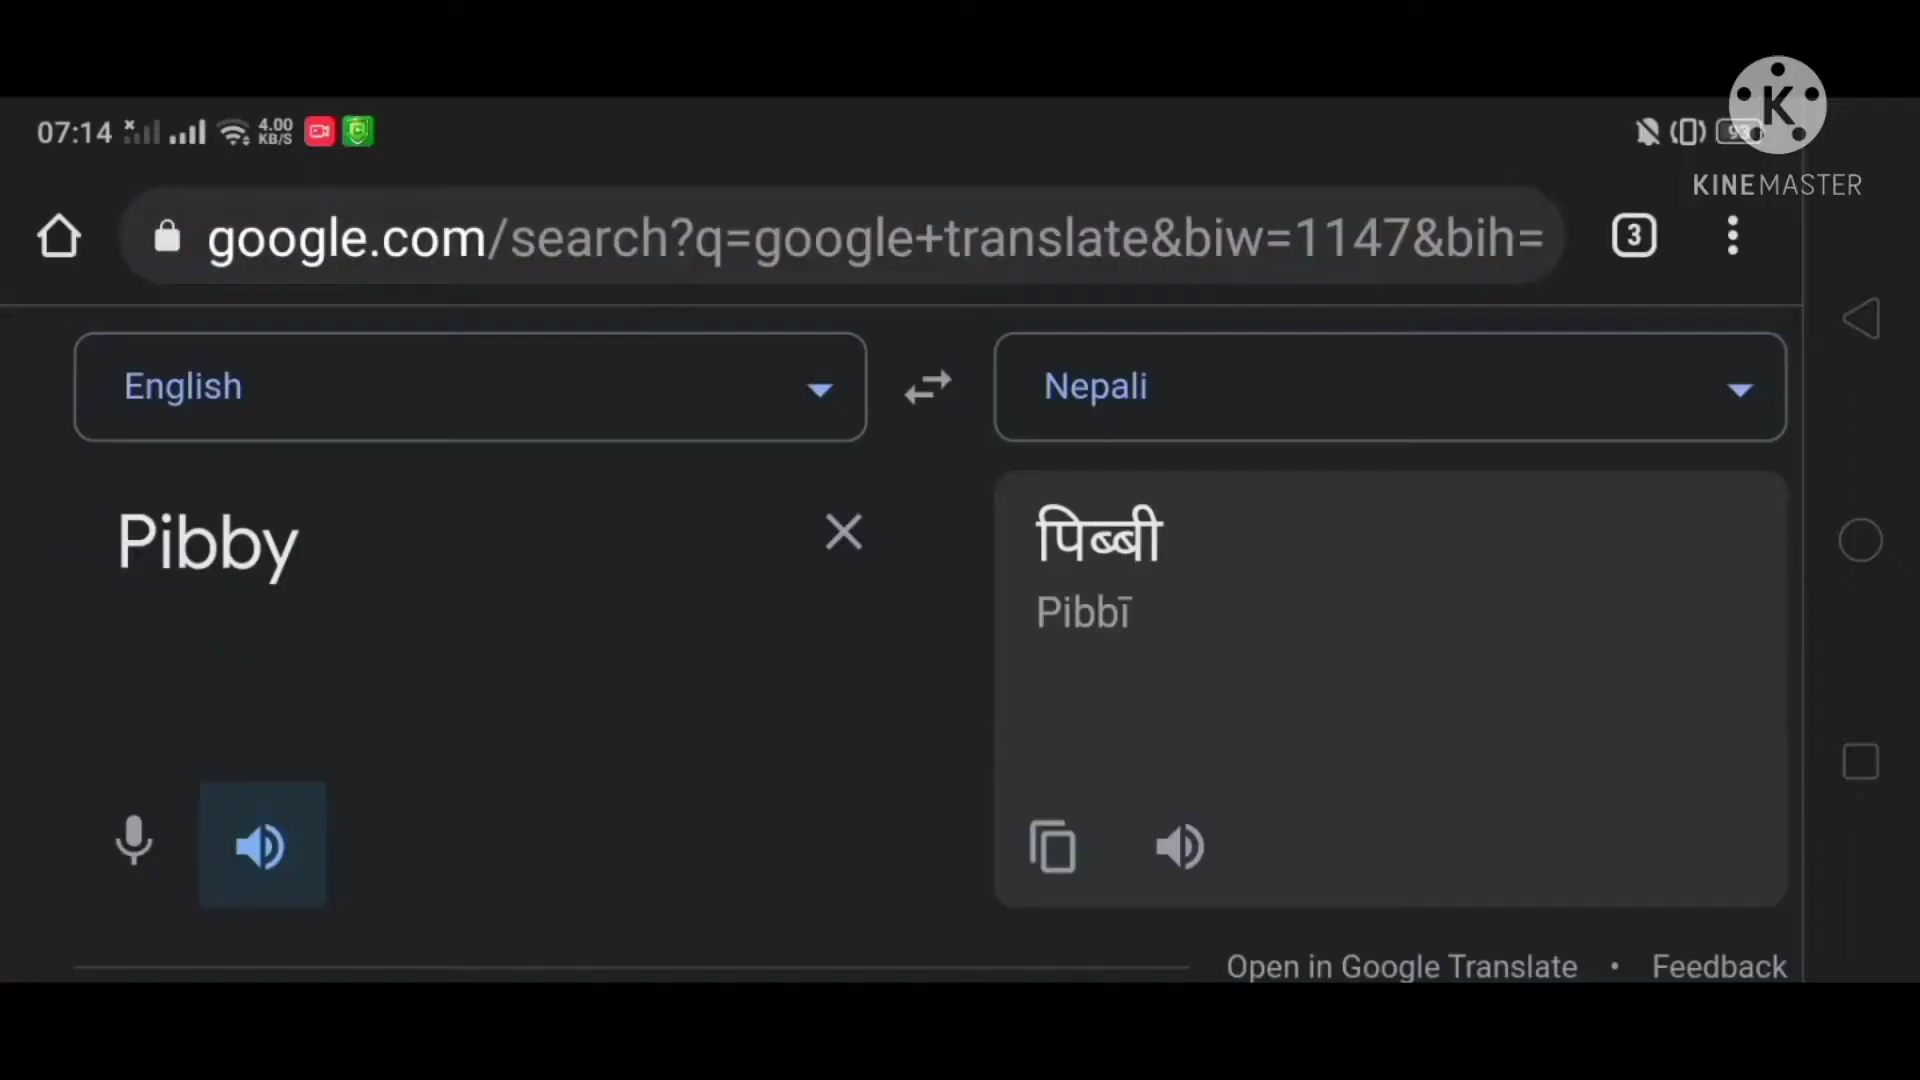 07:14 4.00 KB/S 93
K
KINEMASTER
google.com/search?q=google+translate&biw=1147&bih= 3
English Nepali
Pibby पिब्बी
Pibbī
Open in Google Translate • Feedback